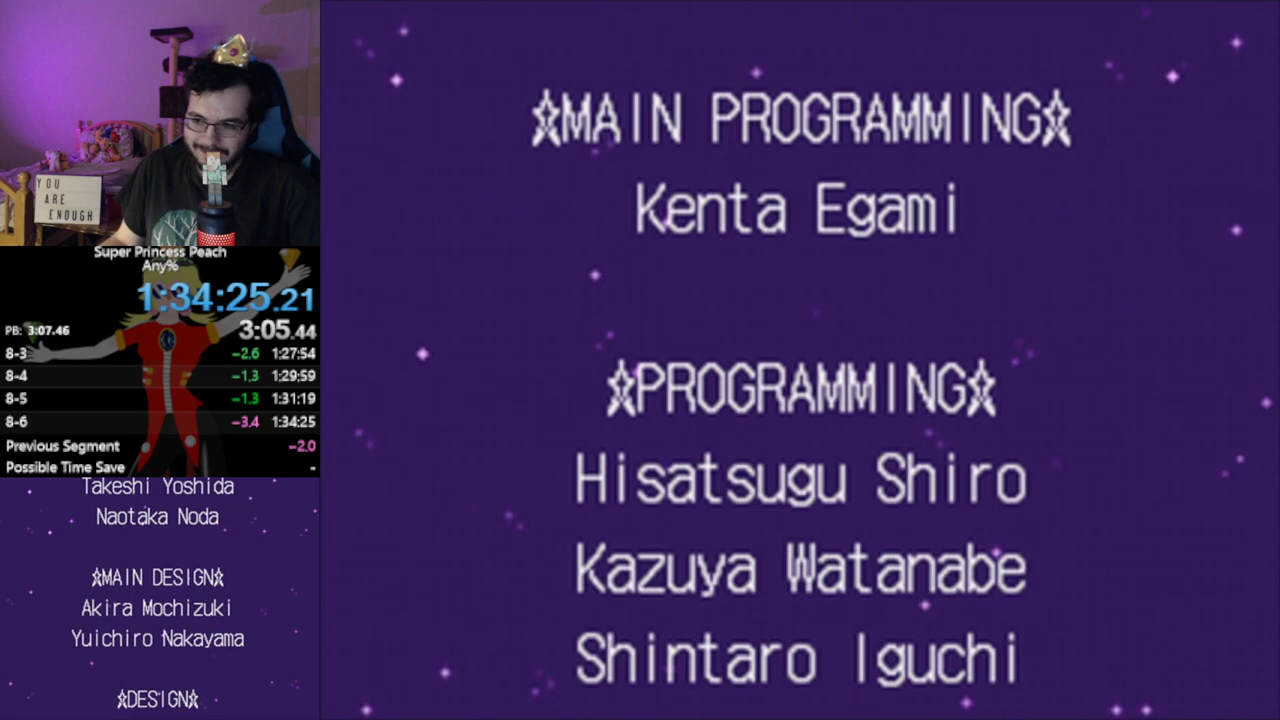 YOU
ARE
ENOUGH
Super Princess Peach
Any%
1:34:25.21
PB: 3:07.46 3:05.44
8-3 -2.6 1:27:54
8-4 -1.3 1:29:59
8-5 -1.3 1:31:19
8-6 -3.4 1:34:25
Previous Segment -2.0
Possible Time Save -
Takeshi Yoshida
Naotaka Noda
☆MAIN DESIGN☆
Akira Mochizuki
Yuichiro Nakayama
☆DESIGN☆
☆MAIN PROGRAMMING☆
Kenta Egami
☆PROGRAMMING☆
Hisatsugu Shiro
Kazuya Watanabe
Shintaro Iguchi